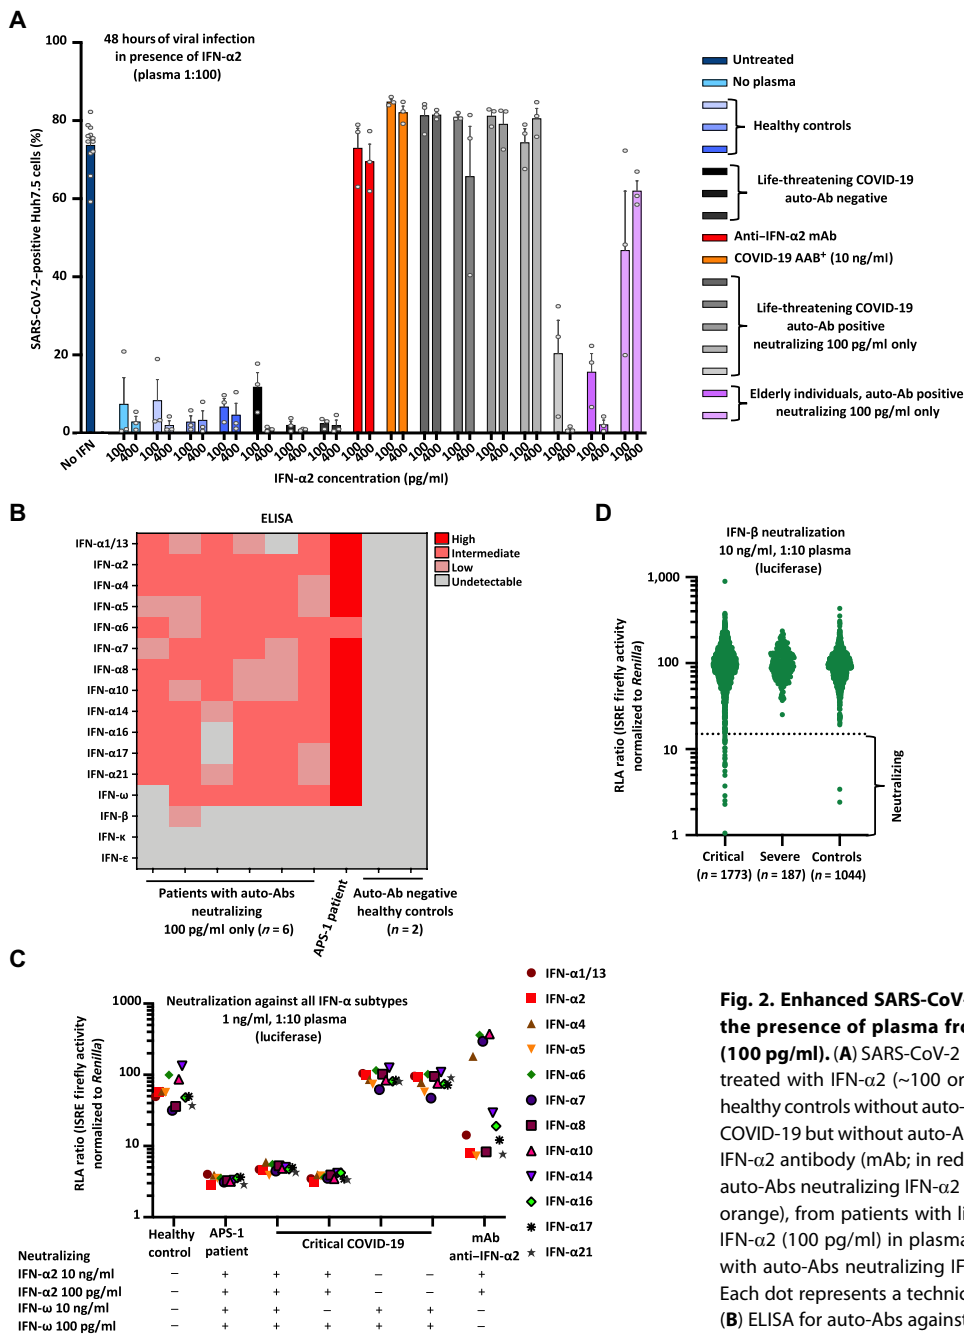 A
48 hours of viral infection
in presence of IFN-α2
(plasma 1:100)
SARS-CoV-2–positive Huh7.5 cells (%)
100
80
60
40
20
0
No IFN
100 400 100 400 100 400 100 400 100 400 100 400 100 400 100 400 100 400 100 400 100 400 100 400 100 400 100 400 100 400 100 400
IFN-α2 concentration (pg/ml)
Untreated
No plasma
Healthy controls
Life-threatening COVID-19
auto-Ab negative
Anti–IFN-α2 mAb
COVID-19 AAB+ (10 ng/ml)
Life-threatening COVID-19
auto-Ab positive
neutralizing 100 pg/ml only
Elderly individuals, auto-Ab positive
neutralizing 100 pg/ml only
B
ELISA
IFN-α1/13
IFN-α2
IFN-α4
IFN-α5
IFN-α6
IFN-α7
IFN-α8
IFN-α10
IFN-α14
IFN-α16
IFN-α17
IFN-α21
IFN-ω
IFN-β
IFN-κ
IFN-ε
High
Intermediate
Low
Undetectable
Patients with auto-Abs
neutralizing
100 pg/ml only (n = 6)
APS-1 patient
Auto-Ab negative
healthy controls
(n = 2)
D
IFN-β neutralization
10 ng/ml, 1:10 plasma
(luciferase)
RLA ratio (ISRE firefly activity
normalized to Renilla)
1,000
100
10
1
Neutralizing
Critical
(n = 1773)
Severe
(n = 187)
Controls
(n = 1044)
C
Neutralization against all IFN-α subtypes
1 ng/ml, 1:10 plasma
(luciferase)
RLA ratio (ISRE firefly activity
normalized to Renilla)
1000
100
10
1
Healthy
control
APS-1
patient
Critical COVID-19
mAb
anti–IFN-α2
IFN-α1/13
IFN-α2
IFN-α4
IFN-α5
IFN-α6
IFN-α7
IFN-α8
IFN-α10
IFN-α14
IFN-α16
IFN-α17
IFN-α21
Neutralizing
IFN-α2 10 ng/ml – + + + – – +
IFN-α2 100 pg/ml – + + + – – +
IFN-ω 10 ng/ml – + + – + + –
IFN-ω 100 pg/ml – + + + + + –
Fig. 2. Enhanced SARS-CoV-
the presence of plasma fre
(100 pg/ml). (A) SARS-CoV-2
treated with IFN-α2 (~100 or
healthy controls without auto-
COVID-19 but without auto-A
IFN-α2 antibody (mAb; in red
auto-Abs neutralizing IFN-α2
orange), from patients with li
IFN-α2 (100 pg/ml) in plasma
with auto-Abs neutralizing IF
Each dot represents a technic
(B) ELISA for auto-Abs against